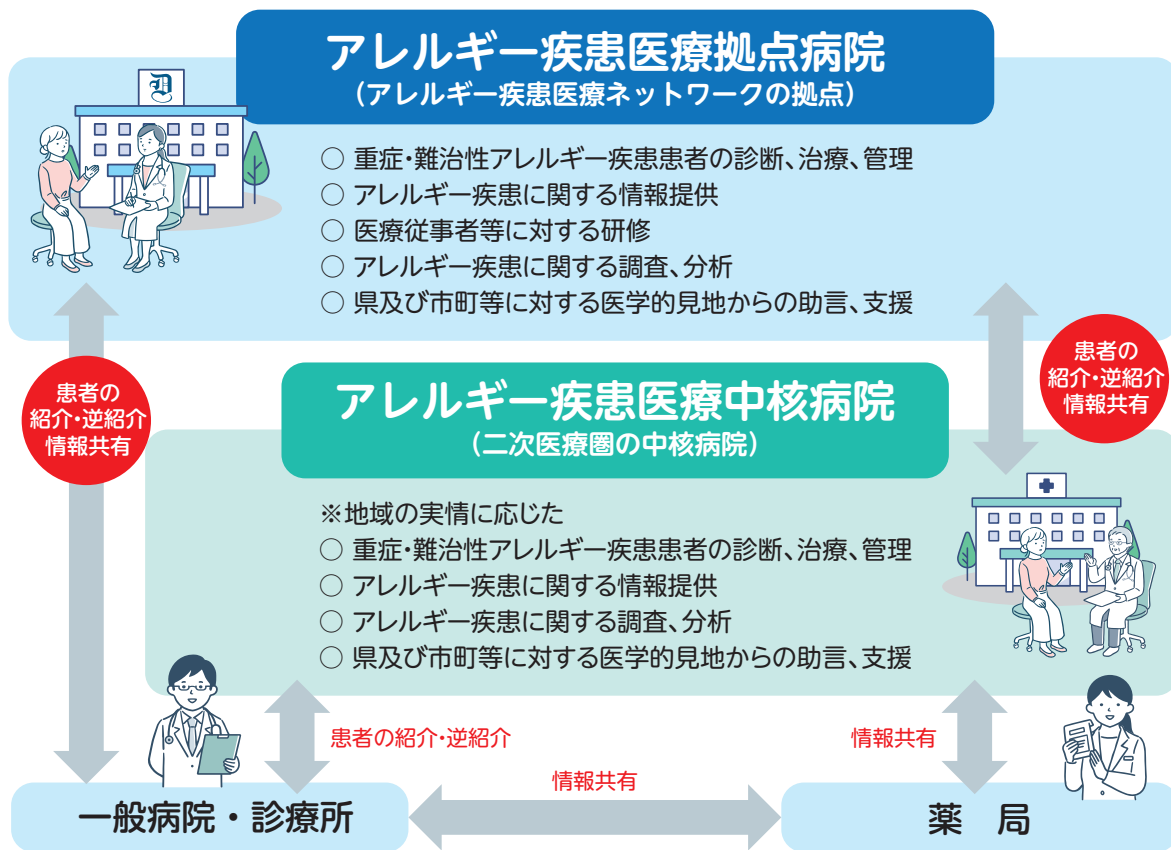 アレルギー疾患医療拠点病院
（アレルギー疾患医療ネットワークの拠点）
○ 重症・難治性アレルギー疾患患者の診断、治療、管理
○ アレルギー疾患に関する情報提供
○ 医療従事者等に対する研修
○ アレルギー疾患に関する調査、分析
○ 県及び市町等に対する医学的見地からの助言、支援
患者の
紹介・逆紹介
情報共有
患者の
紹介・逆紹介
情報共有
アレルギー疾患医療中核病院
（二次医療圏の中核病院）
※地域の実情に応じた
○ 重症・難治性アレルギー疾患患者の診断、治療、管理
○ アレルギー疾患に関する情報提供
○ アレルギー疾患に関する調査、分析
○ 県及び市町等に対する医学的見地からの助言、支援
患者の紹介・逆紹介
情報共有
情報共有
一般病院・診療所
薬　局